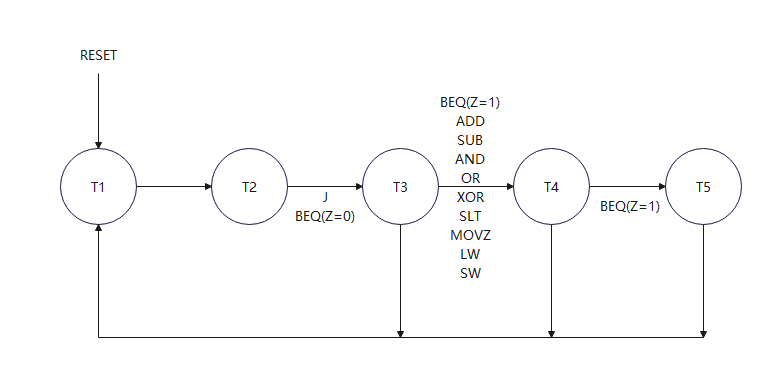 RESET
T1
T2
J
BEQ(Z=0)
T3
BEQ(Z=1)
ADD
SUB
AND
OR
XOR
SLT
MOVZ
LW
SW
T4
BEQ(Z=1)
T5